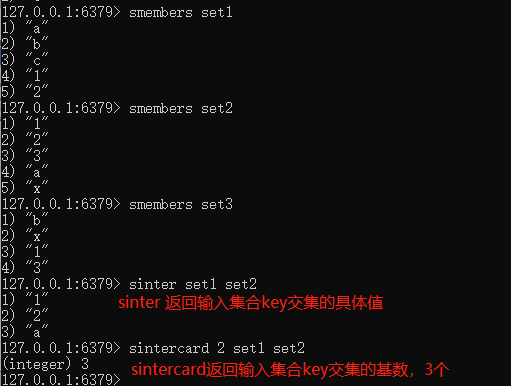 127.0.0.1:6379> smembers set1
1) "a"
2) "b"
3) "c"
4) "1"
5) "2"
127.0.0.1:6379> smembers set2
1) "1"
2) "2"
3) "3"
4) "a"
5) "x"
127.0.0.1:6379> smembers set3
1) "b"
2) "x"
3) "1"
4) "3"
127.0.0.1:6379> sinter set1 set2
1) "1"
sinter 返回输入集合key交集的具体值
2) "2"
3) "a"
127.0.0.1:6379> sintercard 2 set1 set2
(integer) 3
sintercard返回输入集合key交集的基数，3个
127.0.0.1:6379>